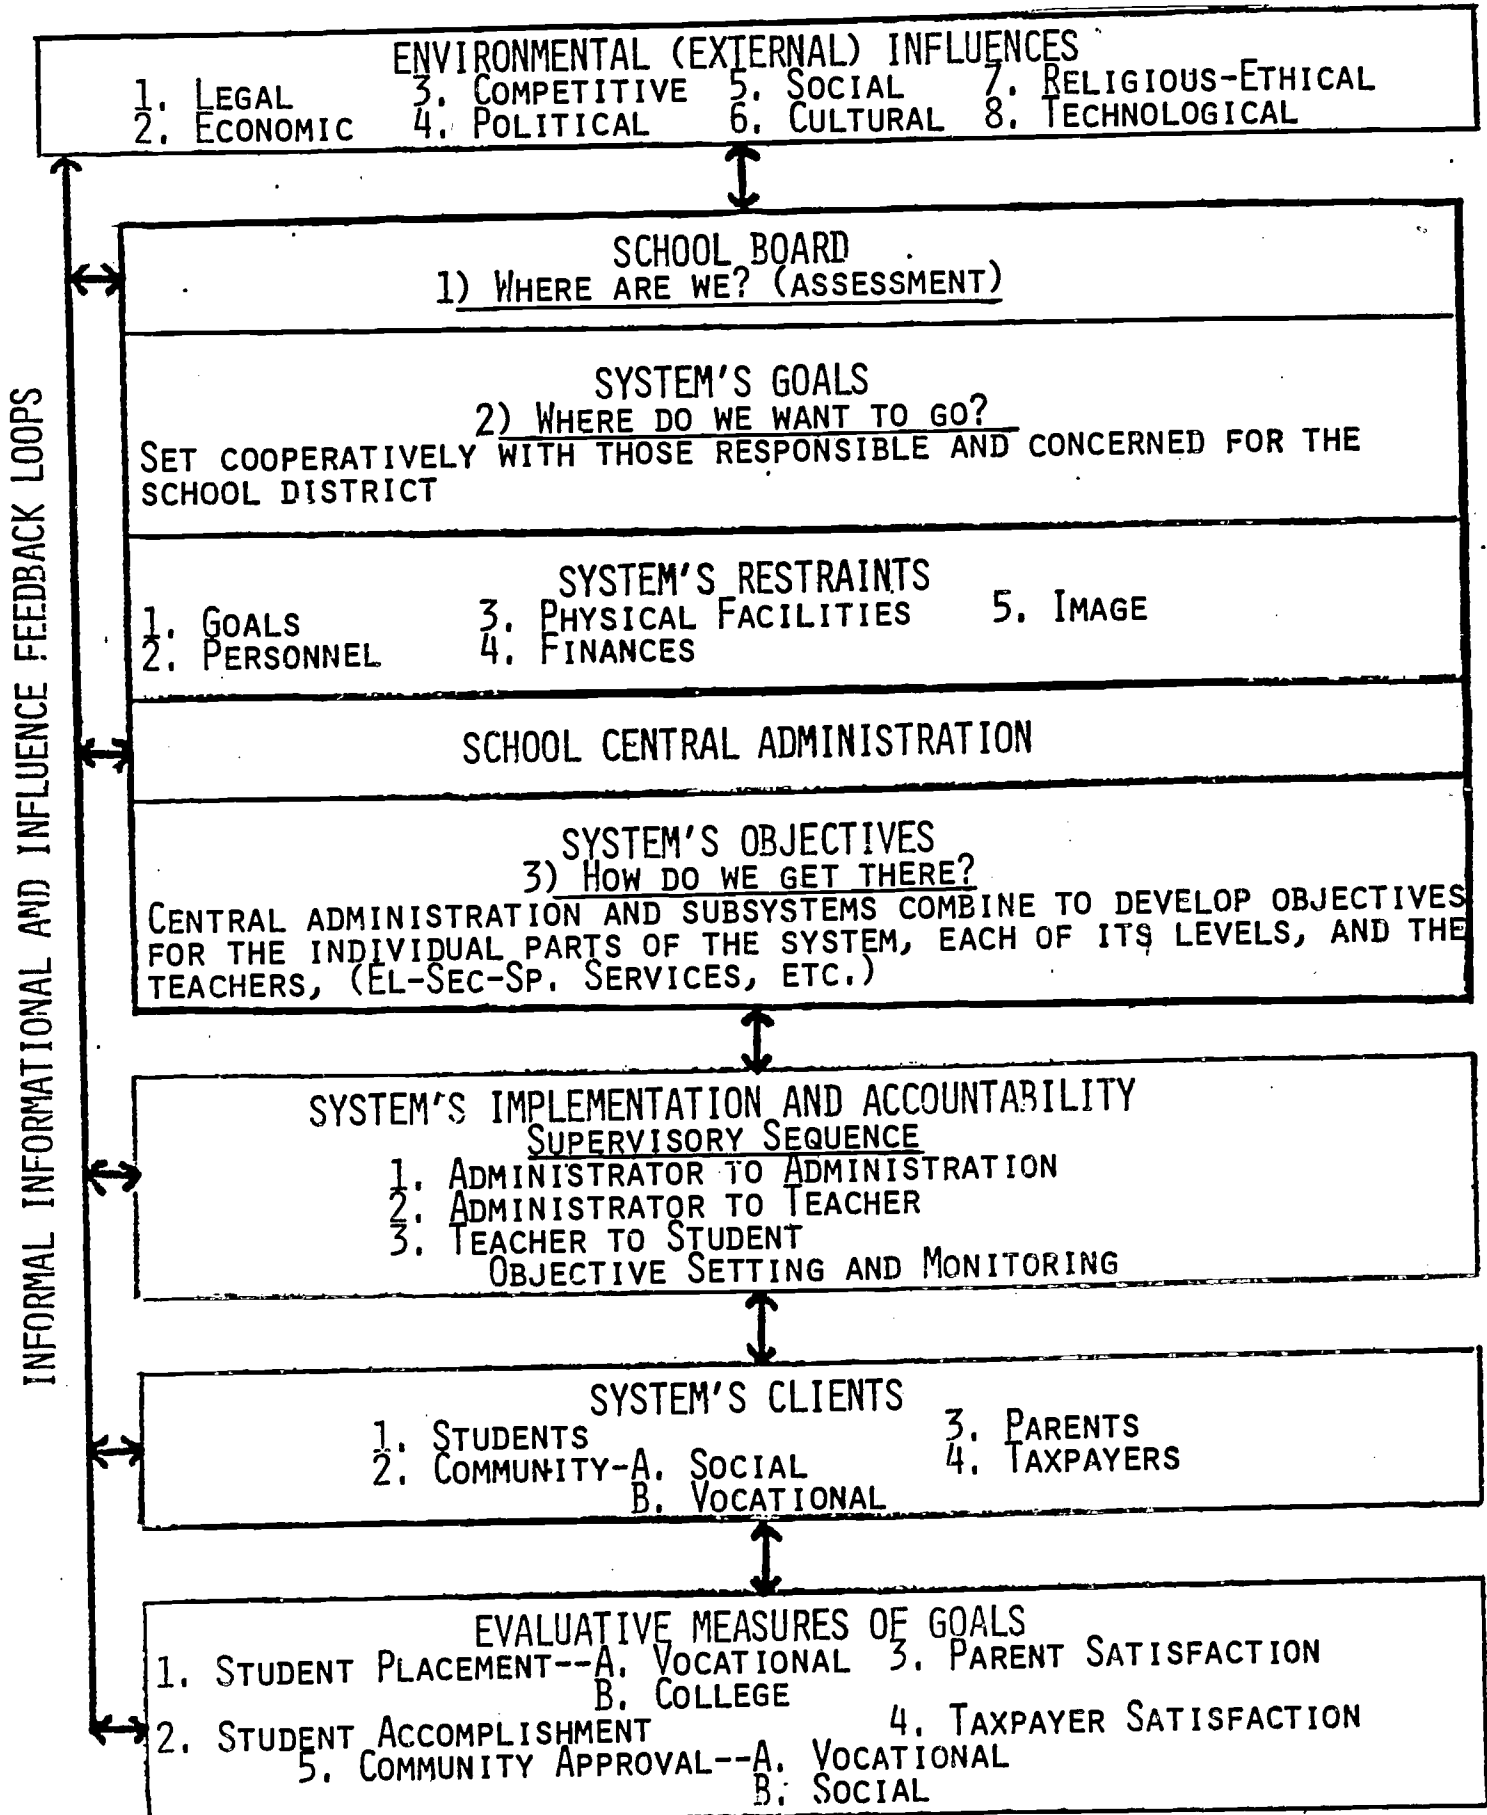 ENVIRONMENTAL (EXTERNAL) INFLUENCES
1. LEGAL 3. COMPETITIVE 5. SOCIAL 7. RELIGIOUS-ETHICAL
2. ECONOMIC 4. POLITICAL 6. CULTURAL 8. TECHNOLOGICAL
SCHOOL BOARD
1) WHERE ARE WE? (ASSESSMENT)
SYSTEM'S GOALS
2) WHERE DO WE WANT TO GO?
SET COOPERATIVELY WITH THOSE RESPONSIBLE AND CONCERNED FOR THE
SCHOOL DISTRICT
SYSTEM'S RESTRAINTS
1. GOALS 3. PHYSICAL FACILITIES 5. IMAGE
2. PERSONNEL 4. FINANCES
SCHOOL CENTRAL ADMINISTRATION
SYSTEM'S OBJECTIVES
3) HOW DO WE GET THERE?
CENTRAL ADMINISTRATION AND SUBSYSTEMS COMBINE TO DEVELOP OBJECTIVES
FOR THE INDIVIDUAL PARTS OF THE SYSTEM, EACH OF ITS LEVELS, AND THE
TEACHERS, (EL-SEC-SP. SERVICES, ETC.)
SYSTEM'S IMPLEMENTATION AND ACCOUNTABILITY
SUPERVISORY SEQUENCE
1. ADMINISTRATOR TO ADMINISTRATION
2. ADMINISTRATOR TO TEACHER
3. TEACHER TO STUDENT
OBJECTIVE SETTING AND MONITORING
SYSTEM'S CLIENTS
1. STUDENTS 3. PARENTS
2. COMMUNITY-A. SOCIAL 4. TAXPAYERS
B. VOCATIONAL
EVALUATIVE MEASURES OF GOALS
1. STUDENT PLACEMENT--A. VOCATIONAL 3. PARENT SATISFACTION
B. COLLEGE
2. STUDENT ACCOMPLISHMENT 4. TAXPAYER SATISFACTION
5. COMMUNITY APPROVAL--A. VOCATIONAL
B. SOCIAL
INFORMAL INFORMATIONAL AND INFLUENCE FEEDBACK LOOPS